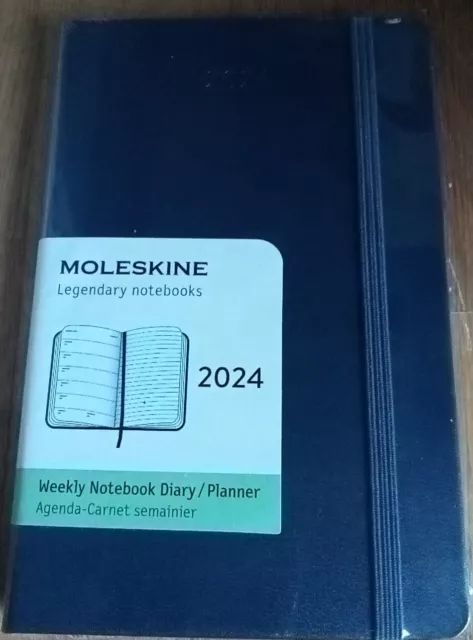 MOLESKINE
Legendary notebooks
2024
Weekly Notebook Diary/Planner
Agenda-Carnet semainier